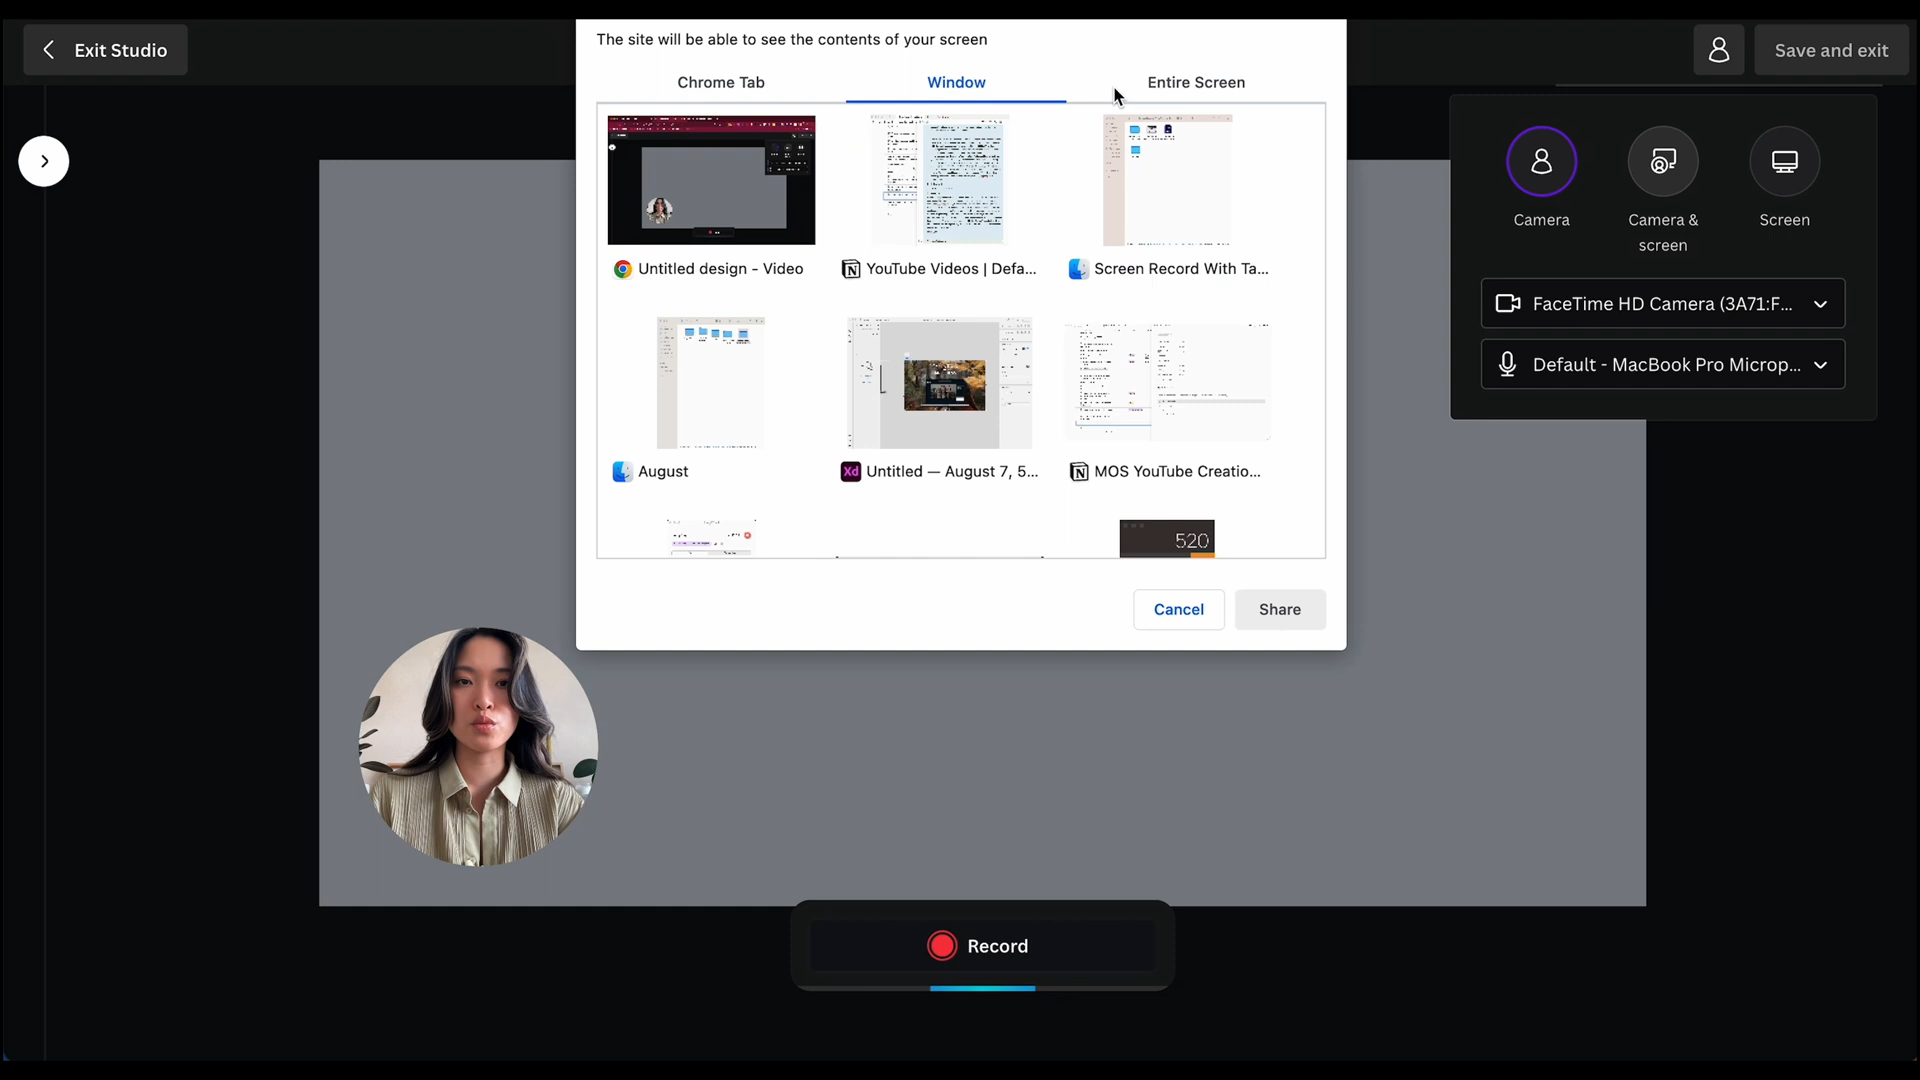 Exit Studio
The site will be able to see the contents of your screen
Save and exit
Chrome Tab
Window
Entire Screen
Camera
Camera &
screen
Screen
Untitled design - Video
YouTube Videos | Defa...
Screen Record With Ta...
FaceTime HD Camera (3A71:F...
Default - MacBook Pro Microp...
August
Xd
Untitled — August 7, 5...
MOS YouTube Creatio...
520
Cancel
Share
Record